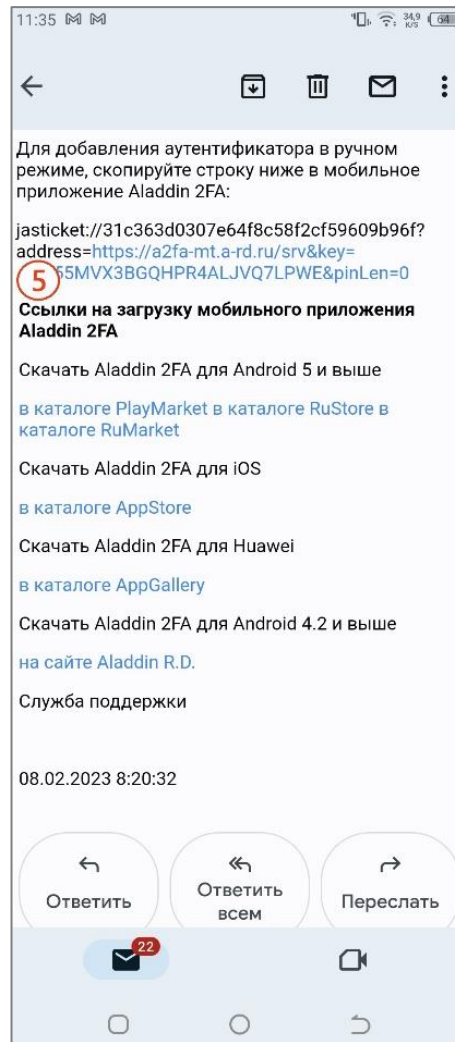 11:35
34,9
K/S
64
Для добавления аутентификатора в ручном
режиме, скопируйте строку ниже в мобильное
приложение Aladdin 2FA:
jasticket://31c363d0307e64f8c58f2cf59609b96f?
address=https://a2fa-mt.a-rd.ru/srv&key=
55MVX3BGQHPR4ALJVQ7LPWE&pinLen=0
5
Ссылки на загрузку мобильного приложения
Aladdin 2FA
Скачать Aladdin 2FA для Android 5 и выше
в каталоге PlayMarket в каталоге RuStore в
каталоге RuMarket
Скачать Aladdin 2FA для iOS
в каталоге AppStore
Скачать Aladdin 2FA для Huawei
в каталоге AppGallery
Скачать Aladdin 2FA для Android 4.2 и выше
на сайте Aladdin R.D.
Служба поддержки
08.02.2023 8:20:32
Ответить
Ответить
всем
Переслать
22